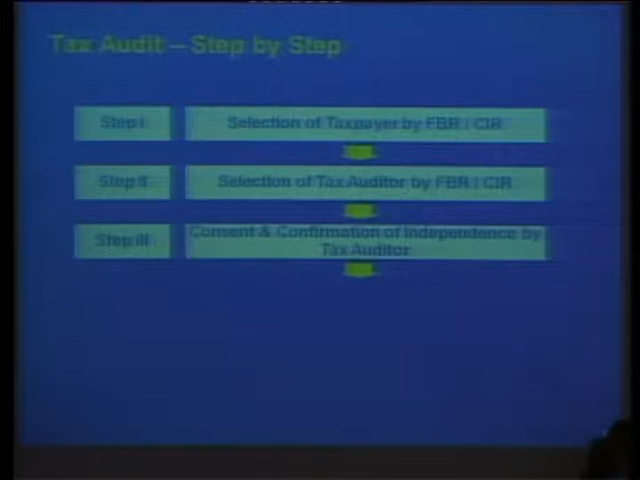 Tax Audit – Step by Step
Step I
Selection of Taxpayer by FBR / CIR
Step II
Selection of Tax Auditor by FBR / CIR
Step III
Consent & Confirmation of Independence by
Tax Auditor